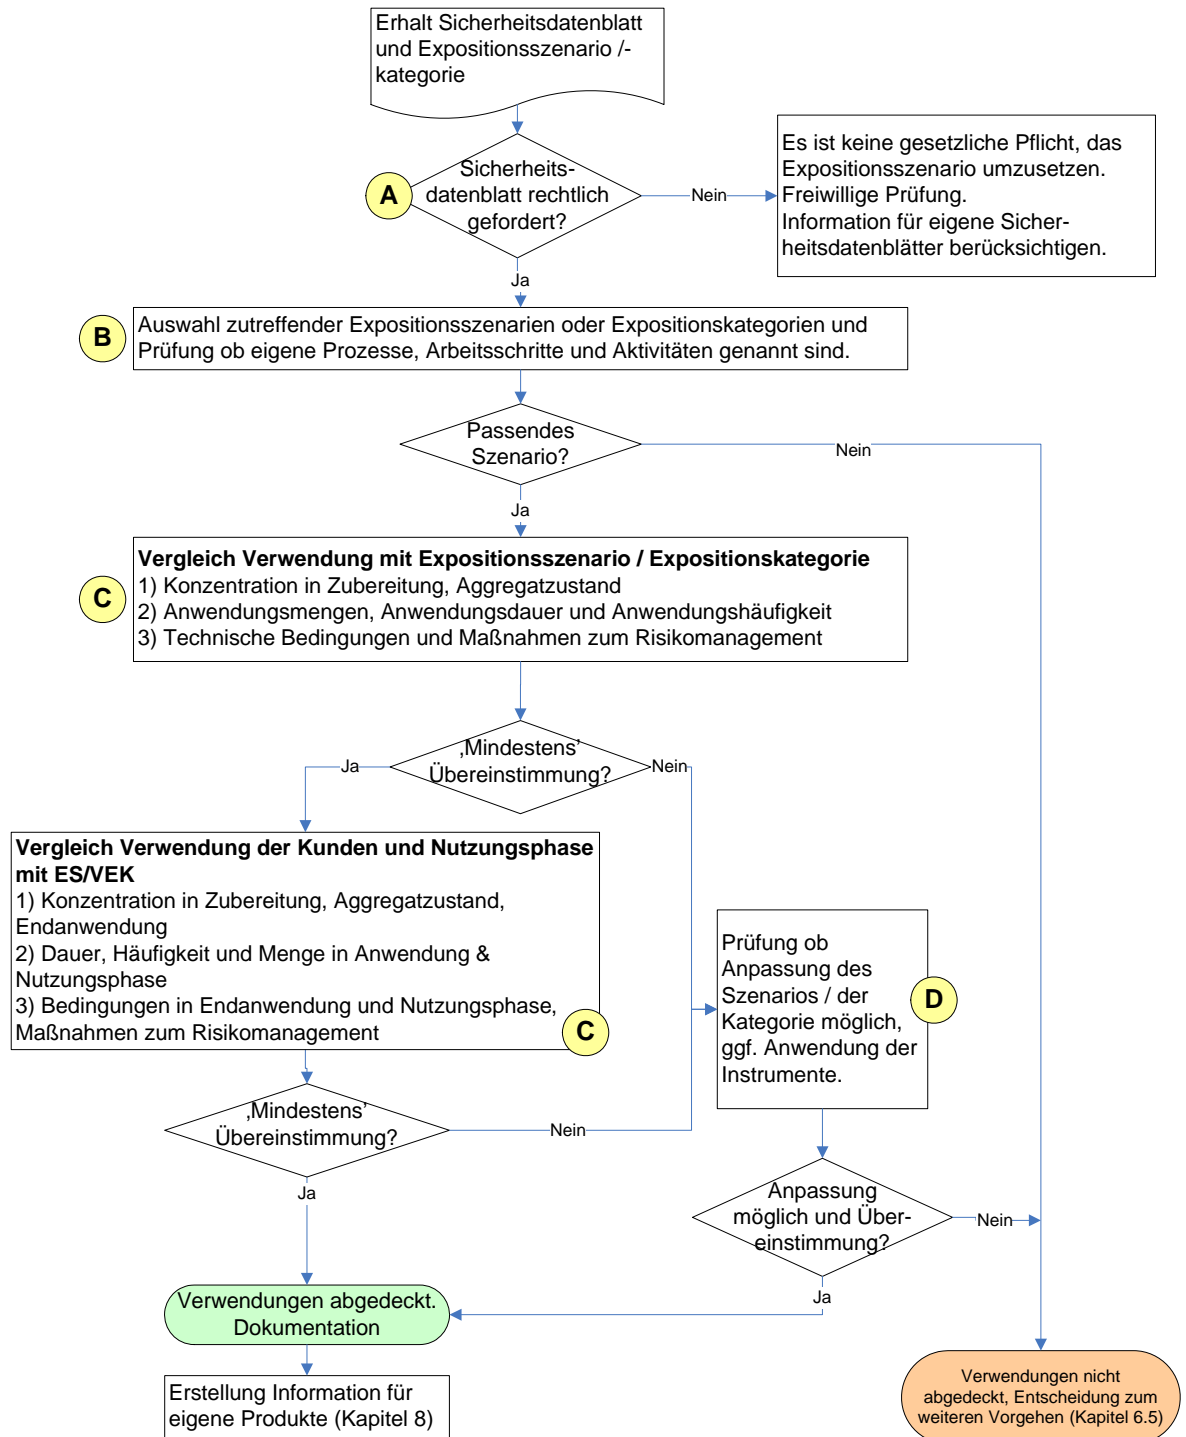 Erhalt Sicherheitsdatenblatt
und Expositionsszenario /-
kategorie
A
Sicherheits-
datenblatt rechtlich
gefordert?
Nein
Es ist keine gesetzliche Pflicht, das
Expositionsszenario umzusetzen.
Freiwillige Prüfung.
Information für eigene Sicher-
heitsdatenblätter berücksichtigen.
Ja
B
Auswahl zutreffender Expositionsszenarien oder Expositionskategorien und
Prüfung ob eigene Prozesse, Arbeitsschritte und Aktivitäten genannt sind.
Passendes
Szenario?
Nein
Ja
C
Vergleich Verwendung mit Expositionsszenario / Expositionskategorie
1) Konzentration in Zubereitung, Aggregatzustand
2) Anwendungsmengen, Anwendungsdauer und Anwendungshäufigkeit
3) Technische Bedingungen und Maßnahmen zum Risikomanagement
‚Mindestens’
Übereinstimmung?
Ja
Nein
Vergleich Verwendung der Kunden und Nutzungsphase
mit ES/VEK
1) Konzentration in Zubereitung, Aggregatzustand,
Endanwendung
2) Dauer, Häufigkeit und Menge in Anwendung &
Nutzungsphase
3) Bedingungen in Endanwendung und Nutzungsphase,
Maßnahmen zum Risikomanagement
C
Prüfung ob
Anpassung des
Szenarios / der
Kategorie möglich,
ggf. Anwendung der
Instrumente.
D
‚Mindestens’
Übereinstimmung?
Nein
Ja
Anpassung
möglich und Über-
einstimmung?
Nein
Ja
Verwendungen abgedeckt.
Dokumentation
Erstellung Information für
eigene Produkte (Kapitel 8)
Verwendungen nicht
abgedeckt, Entscheidung zum
weiteren Vorgehen (Kapitel 6.5)